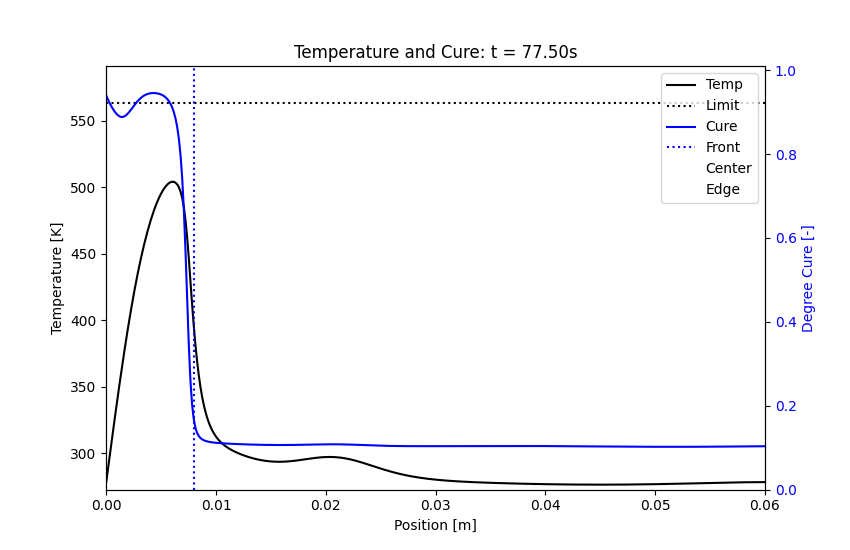 Temperature and Cure: t = 77.50s
Temp
Limit
Cure
Front
Center
Edge
Temperature [K]
550
500
450
400
350
300
Degree Cure [-]
1.0
0.8
0.6
0.4
0.2
0.0
0.00 0.01 0.02 0.03 0.04 0.05 0.06
Position [m]